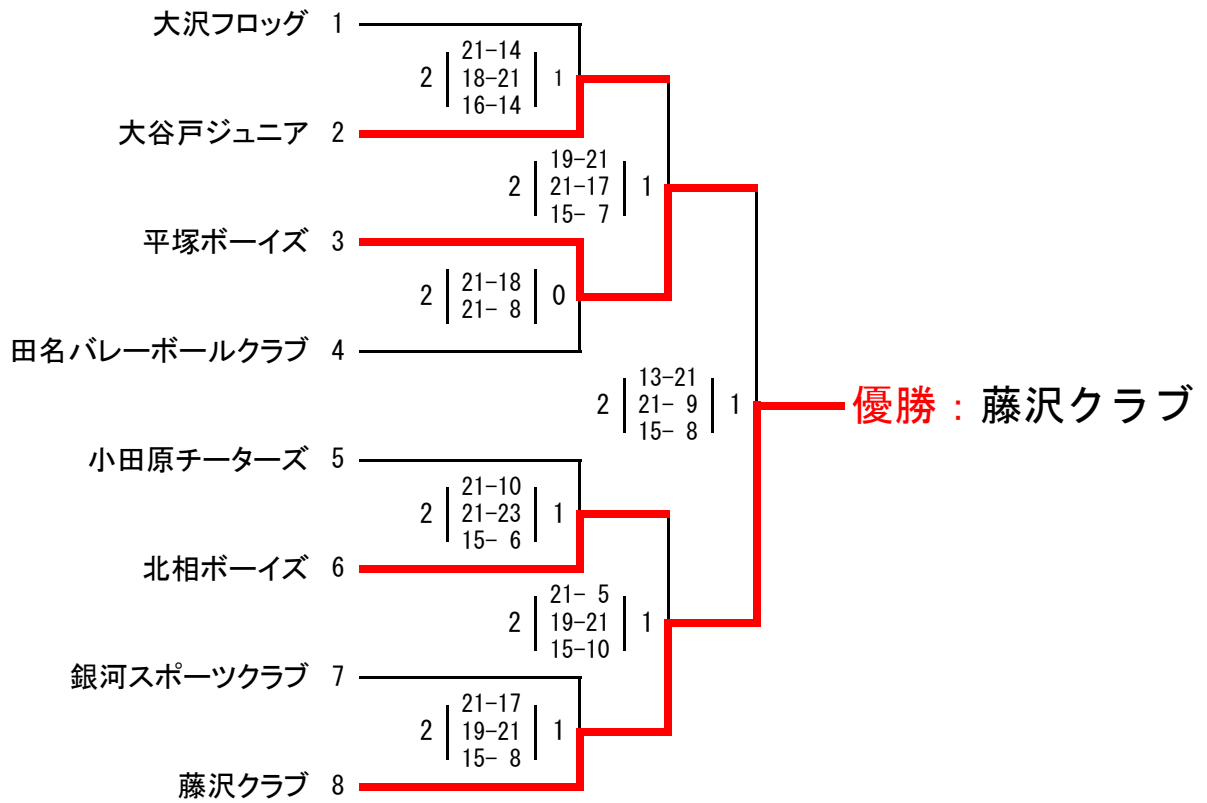 大沢フロッグ 1
21-14
2 18-21 1
16-14
大谷戸ジュニア 2
19-21
2 21-17 1
15- 7
平塚ボーイズ 3
21-18
2 0
21- 8
田名バレーボールクラブ 4
13-21
2 21- 9 1
15- 8
優勝：藤沢クラブ
小田原チーターズ 5
21-10
2 21-23 1
15- 6
北相ボーイズ 6
21- 5
2 19-21 1
15-10
銀河スポーツクラブ 7
21-17
2 19-21 1
15- 8
藤沢クラブ 8